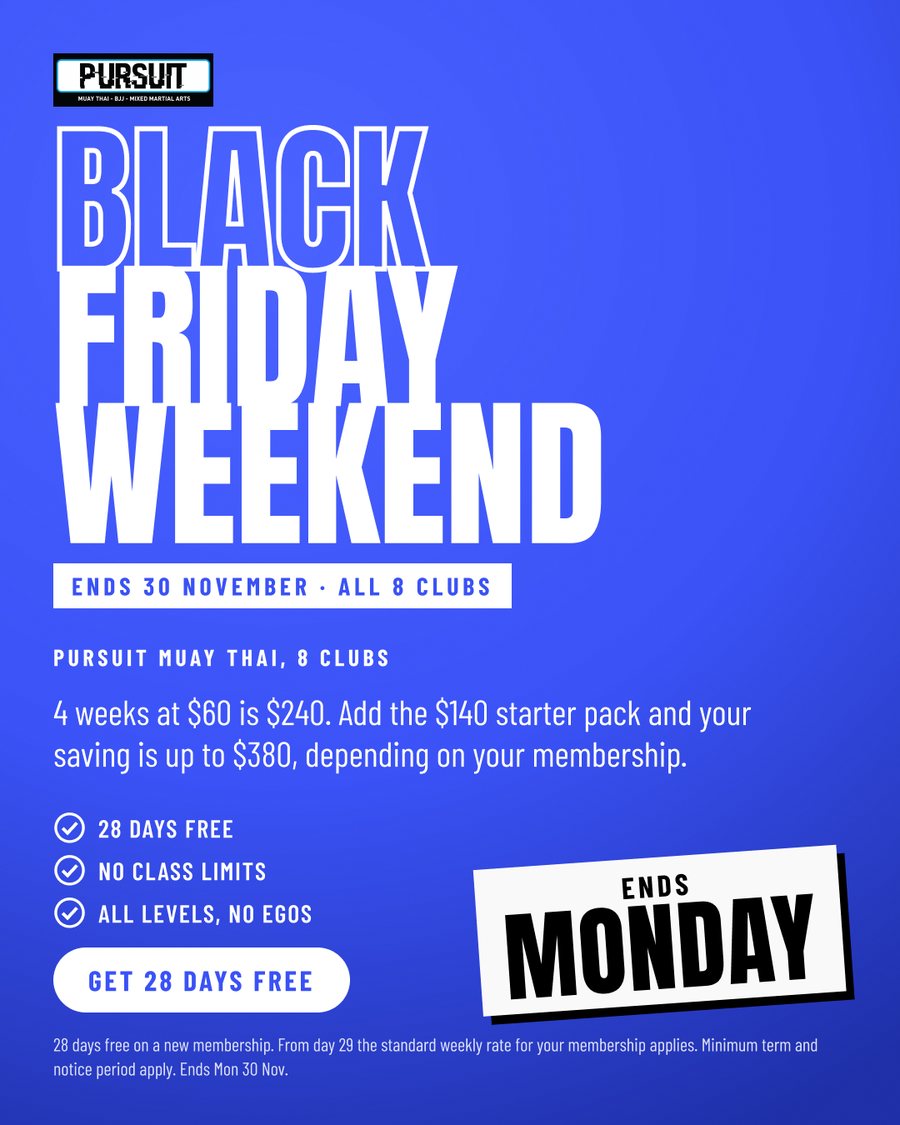 PURSUIT
MUAY THAI • BJJ • MIXED MARTIAL ARTS
BLACK
FRIDAY
WEEKEND
ENDS 30 NOVEMBER · ALL 8 CLUBS
PURSUIT MUAY THAI, 8 CLUBS
4 weeks at $60 is $240. Add the $140 starter pack and your
saving is up to $380, depending on your membership.
28 DAYS FREE
NO CLASS LIMITS
ALL LEVELS, NO EGOS
ENDS
MONDAY
GET 28 DAYS FREE
28 days free on a new membership. From day 29 the standard weekly rate for your membership applies. Minimum term and
notice period apply. Ends Mon 30 Nov.